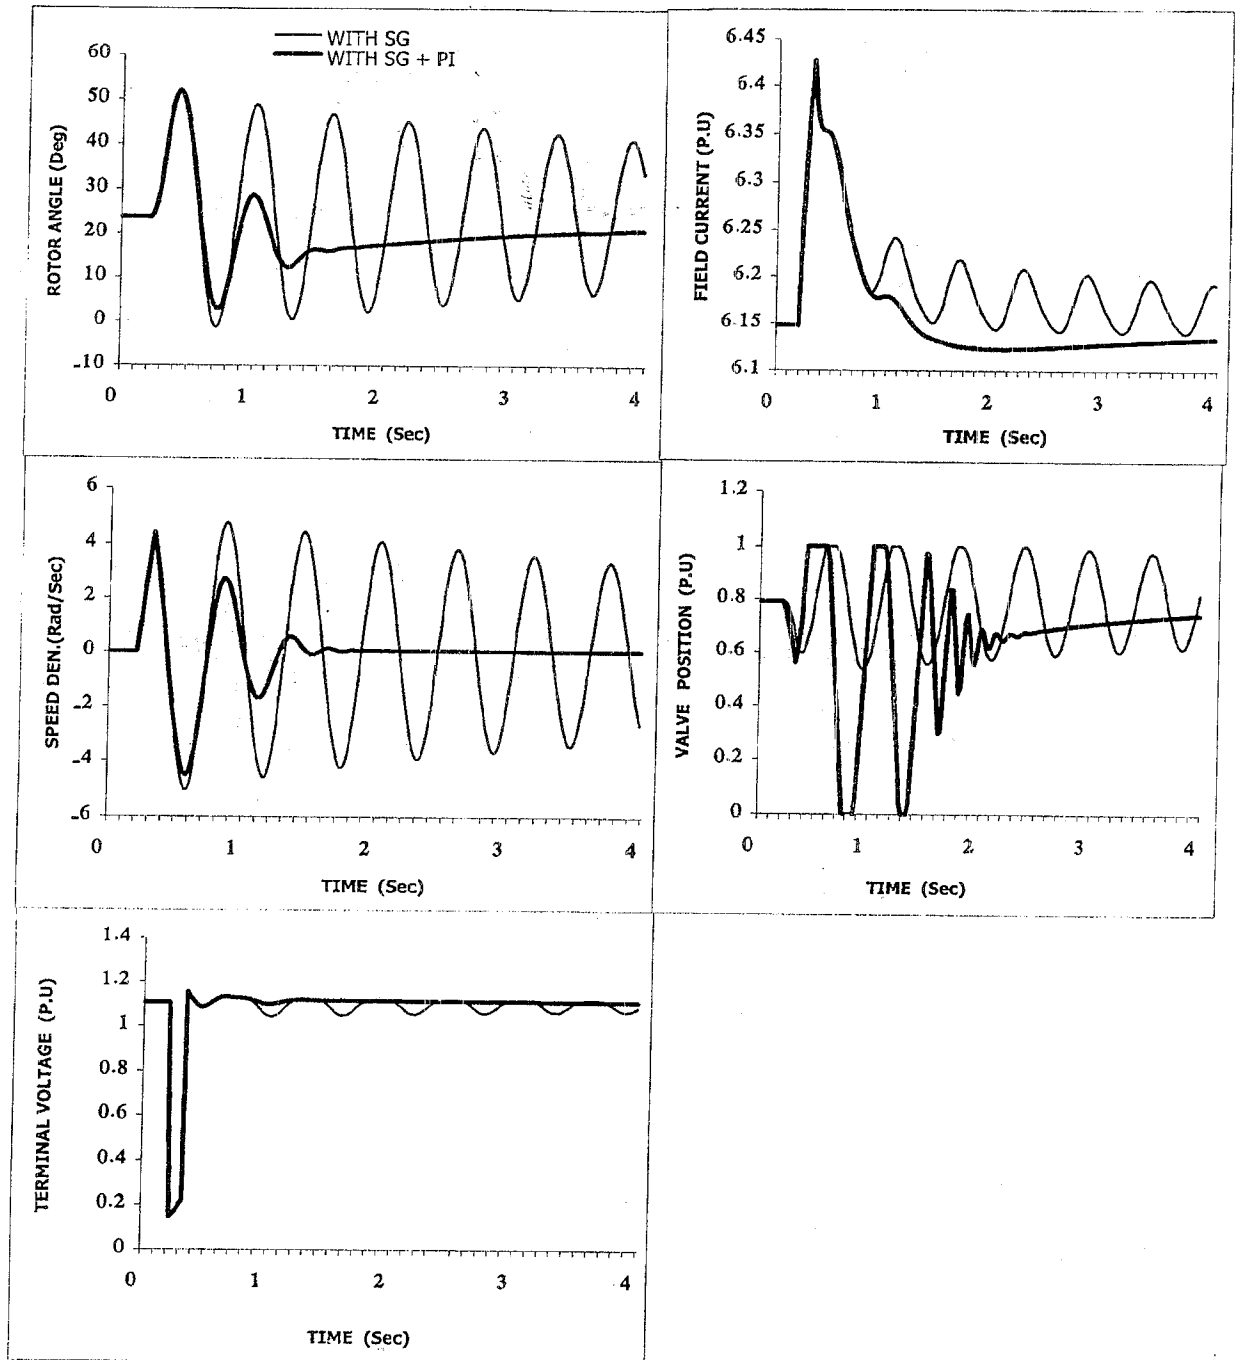 WITH SG
WITH SG + PI
60
50
40
30
20
10
0
-10
ROTOR ANGLE (Deg)
0 1 2 3 4
TIME (Sec)
6.45
6.4
6.35
6.3
6.25
6.2
6.15
6.1
FIELD CURRENT (P.U)
0 1 2 3 4
TIME (Sec)
6
4
2
0
-2
-4
-6
SPEED DEN.(Rad/Sec)
0 1 2 3 4
TIME (Sec)
1.2
1
0.8
0.6
0.4
0.2
0
VALVE POSITION (P.U)
0 1 2 3 4
TIME (Sec)
1.4
1.2
1
0.8
0.6
0.4
0.2
0
TERMINAL VOLTAGE (P.U)
0 1 2 3 4
TIME (Sec)